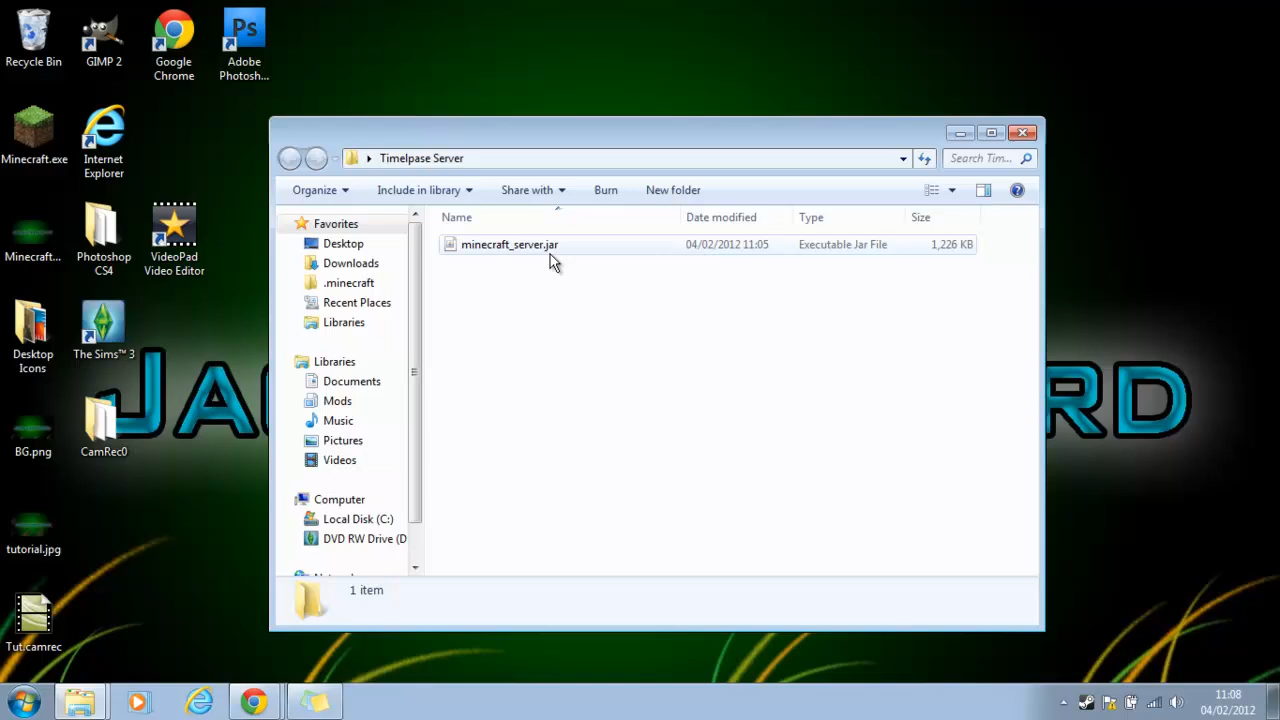 Recycle Bin
GIMP 2
Google Chrome
Adobe Photosh...
Minecraft.exe
Internet Explorer
Minecraft...
Photoshop CS4
VideoPad Video Editor
Desktop Icons
The Sims™ 3
BG.png
CamRec0
tutorial.jpg
Tut.camrec
Ps
Timelpase Server
Search Tim...
Organize
Include in library
Share with
Burn
New folder
Name
Date modified
Type
Size
minecraft_server.jar
04/02/2012 11:05
Executable Jar File
1,226 KB
Favorites
Desktop
Downloads
.minecraft
Recent Places
Libraries
Libraries
Documents
Mods
Music
Pictures
Videos
Computer
Local Disk (C:)
DVD RW Drive (D
1 item
11:08
04/02/2012